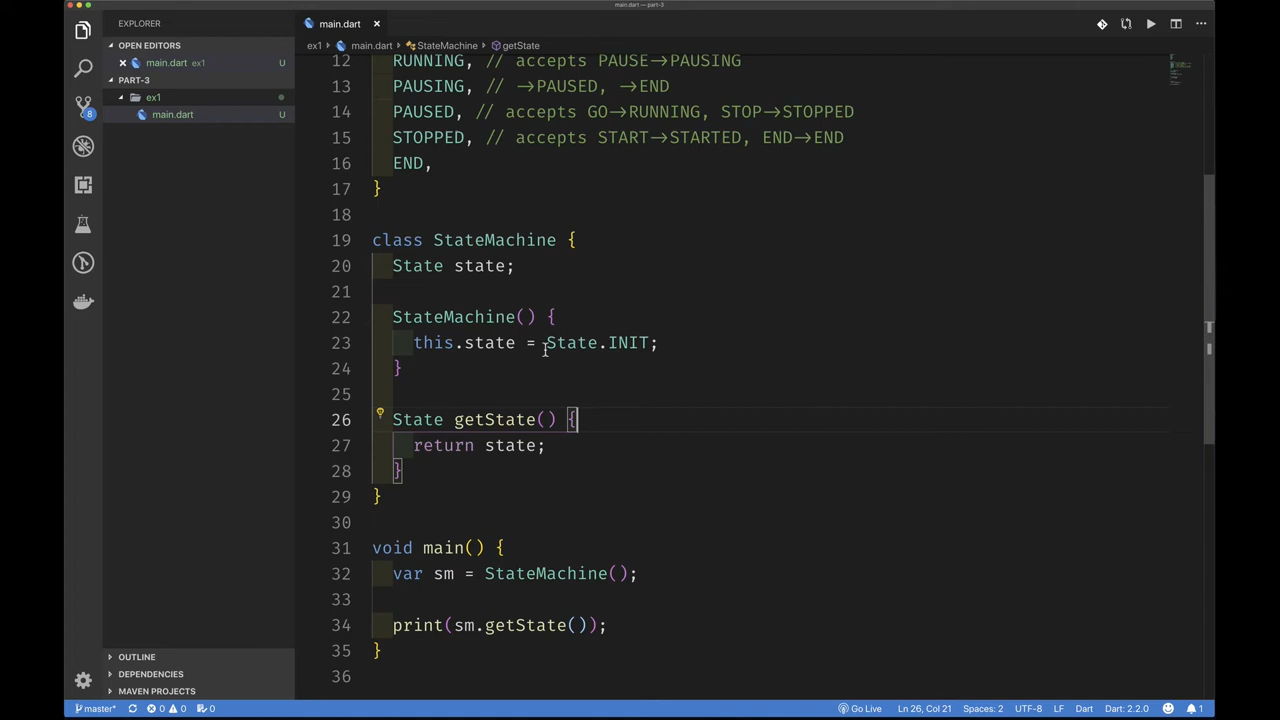 main.dart — part-3
EXPLORER
OPEN EDITORS
main.dart ex1 U
PART-3
ex1
main.dart U
8
main.dart
ex1 main.dart StateMachine getState
12 RUNNING, // accepts PAUSE->PAUSING
13 PAUSING, // ->PAUSED, ->END
14 PAUSED, // accepts GO->RUNNING, STOP->STOPPED
15 STOPPED, // accepts START->STARTED, END->END
16 END,
17 }
18
19 class StateMachine {
20 State state;
21
22 StateMachine() {
23 this.state = State.INIT;
24 }
25
26 State getState() {
27 return state;
28 }
29 }
30
31 void main() {
32 var sm = StateMachine();
33
34 print(sm.getState());
35 }
36
OUTLINE
DEPENDENCIES
MAVEN PROJECTS
master* 0 0 0 Go Live Ln 26, Col 21 Spaces: 2 UTF-8 LF Dart Dart: 2.2.0 1